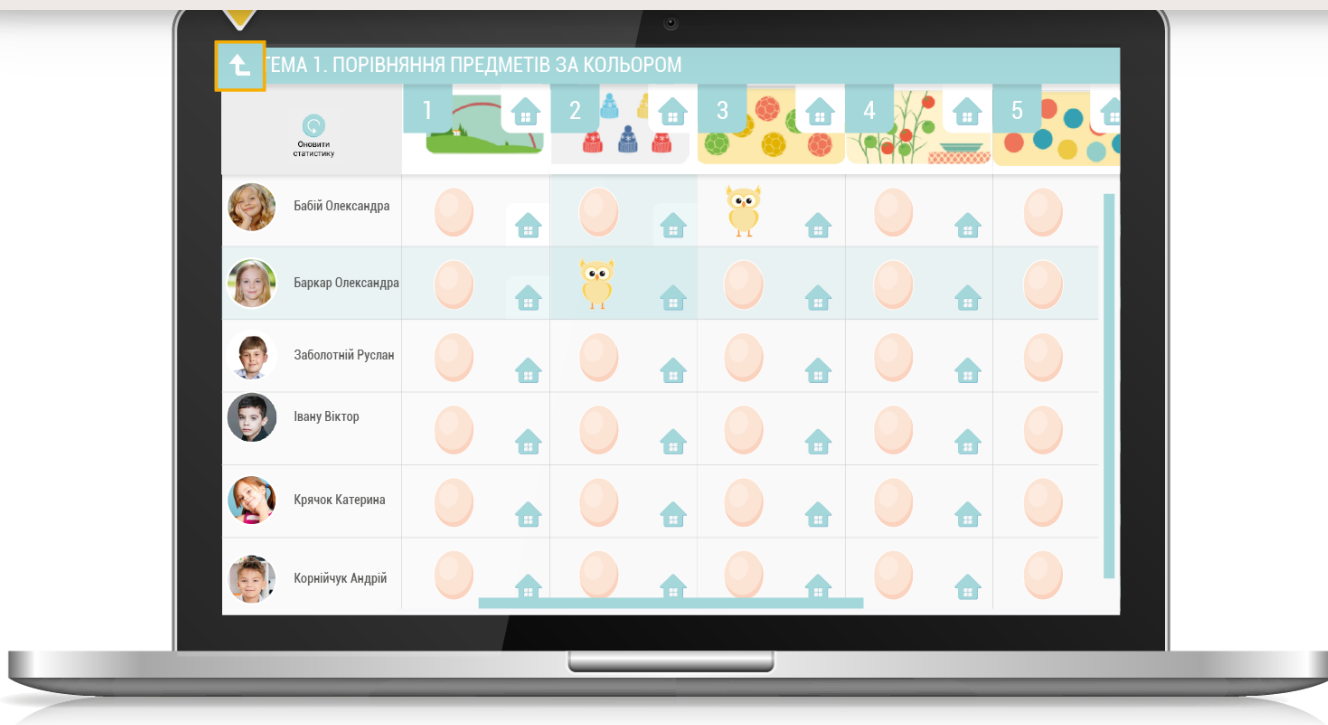 ТЕМА 1. ПОРІВНЯННЯ ПРЕДМЕТІВ ЗА КОЛЬОРОМ
1 2 3 4 5
Оновити
статистику
Бабій Олександра
Баркар Олександра
Заболотній Руслан
Івану Віктор
Крячок Катерина
Корнійчук Андрій